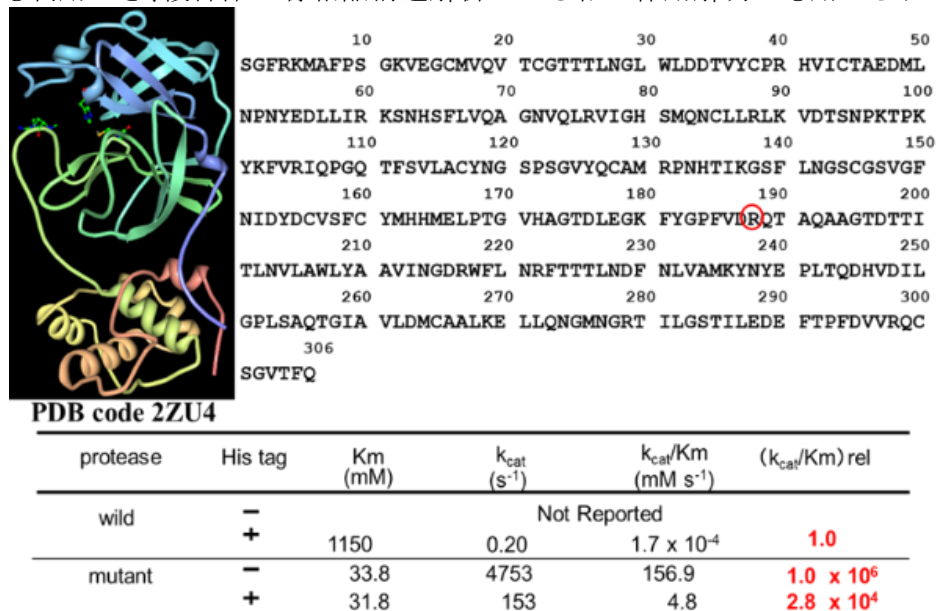 10 20 30 40 50
SGFRKMAFPS GKVEGCMVQV TCGTTTLNGL WLDDTVYCPR HVICTAEDML
60 70 80 90 100
NPNYEDLLIR KSNHSFLVQA GNVQLRVIGH SMQNCLLRLK VDTSNPKTPK
110 120 130 140 150
YKFVRIQPGQ TFSVLACYNG SPSGVYQCAM RPNHTIKGSF LNGSCGSVGF
160 170 180 190 200
NIDYDCVSFC YMHHMELPTG VHAGTDLEGK FYGPFVDRQT AQAAGTDTTI
210 220 230 240 250
TLNVLAWLYA AVINGDRWFL NRFTTTLNDF NLVAMKYNYE PLTQDHVDIL
260 270 280 290 300
GPLSAQTGIA VLDMCAALKE LLQNGMNGRT ILGSTILEDE FTPFDVVRQC
306
SGVTFQ
PDB code 2ZU4
protease His tag Km (mM) kcat (s-1) kcat/Km (mM s-1) (kcat/Km) rel
wild − Not Reported
+ 1150 0.20 1.7 x 10-4 1.0
mutant − 33.8 4753 156.9 1.0 x 10⁶
+ 31.8 153 4.8 2.8 x 10⁴